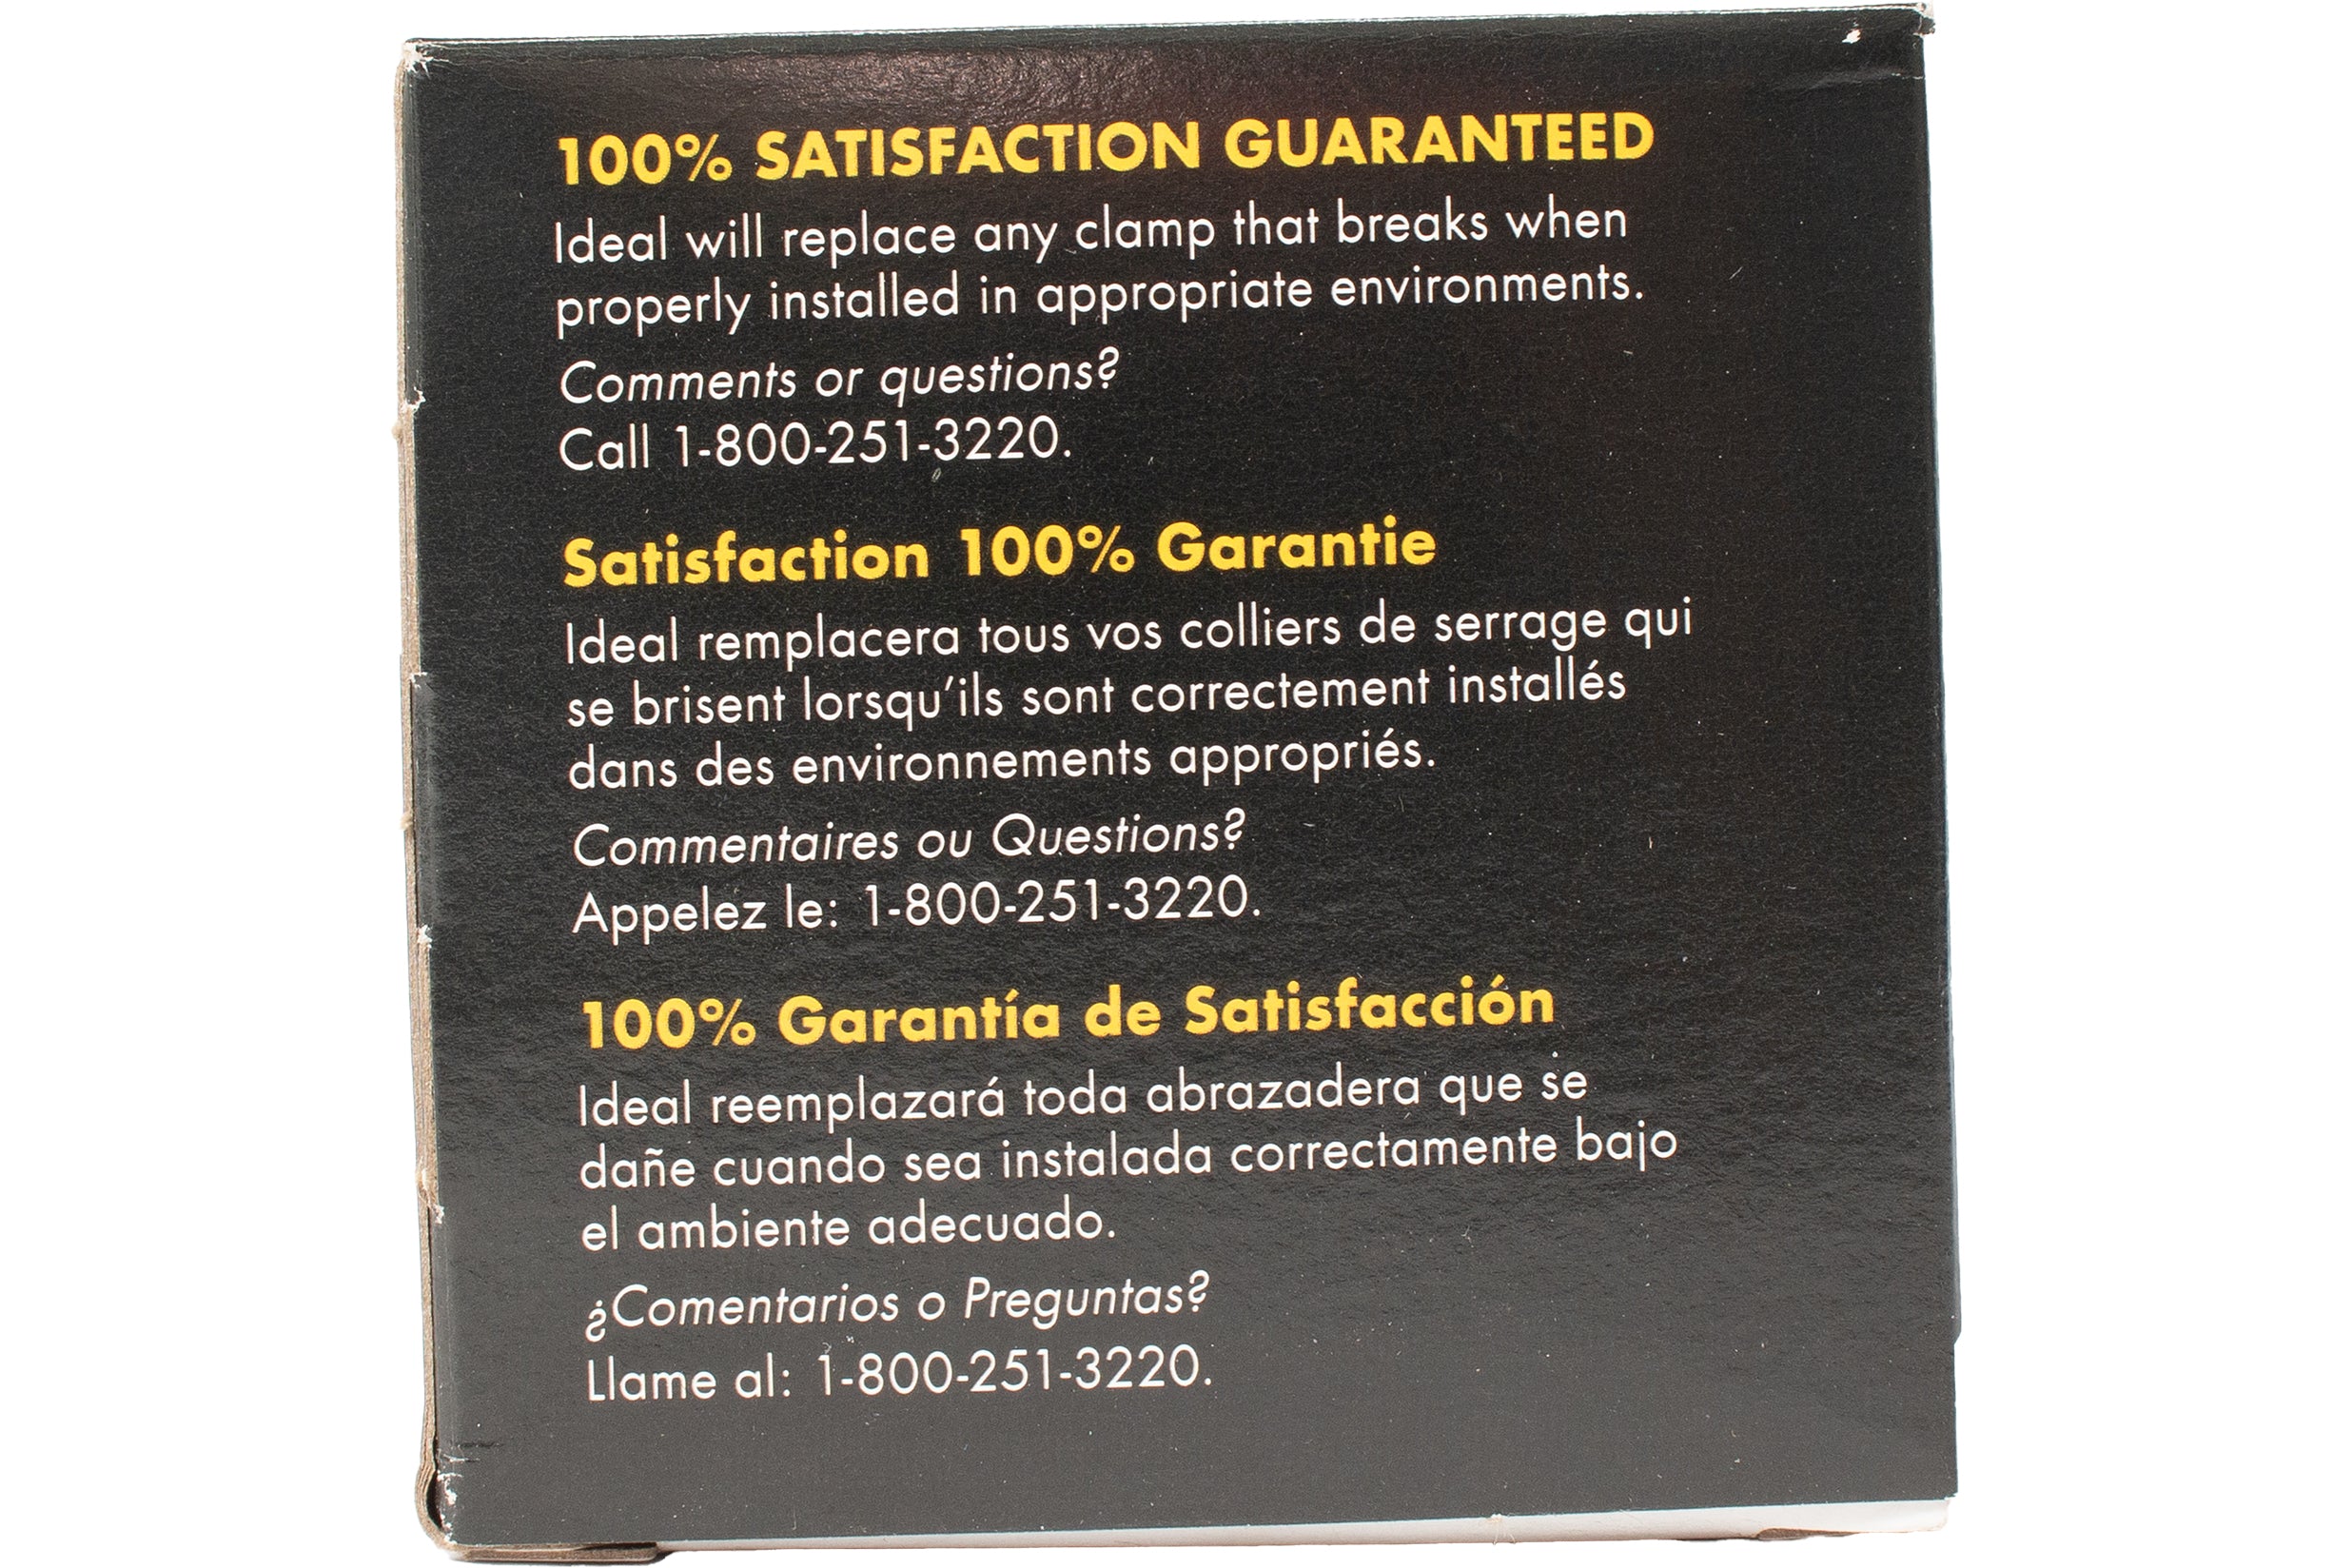 100% SATISFACTION GUARANTEED
Ideal will replace any clamp that breaks when
properly installed in appropriate environments.
Comments or questions?
Call 1-800-251-3220.
Satisfaction 100% Garantie
Ideal remplacera tous vos colliers de serrage qui
se brisent lorsqu'ils sont correctement installés
dans des environnements appropriés.
Commentaires ou Questions?
Appelez le: 1-800-251-3220.
100% Garantía de Satisfacción
Ideal reemplazará toda abrazadera que se
dañe cuando sea instalada correctamente bajo
el ambiente adecuado.
¿Comentarios o Preguntas?
Llame al: 1-800-251-3220.